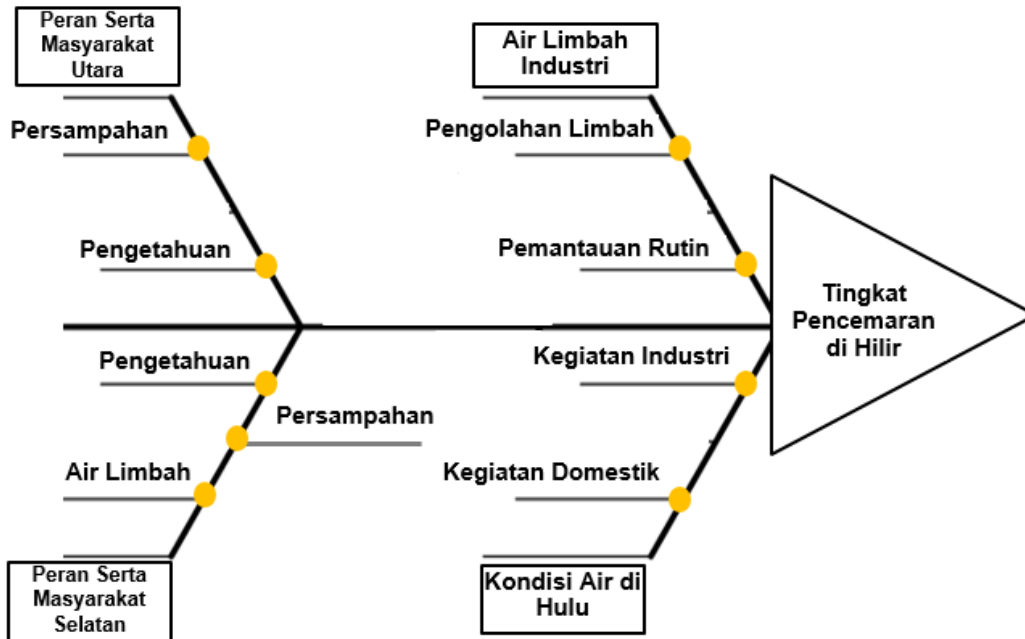 Peran Serta
Masyarakat
Utara
Air Limbah
Industri
Persampahan
Pengolahan Limbah
Pengetahuan
Pemantauan Rutin
Tingkat
Pencemaran
di Hilir
Pengetahuan
Kegiatan Industri
Persampahan
Air Limbah
Kegiatan Domestik
Peran Serta
Masyarakat
Selatan
Kondisi Air di
Hulu